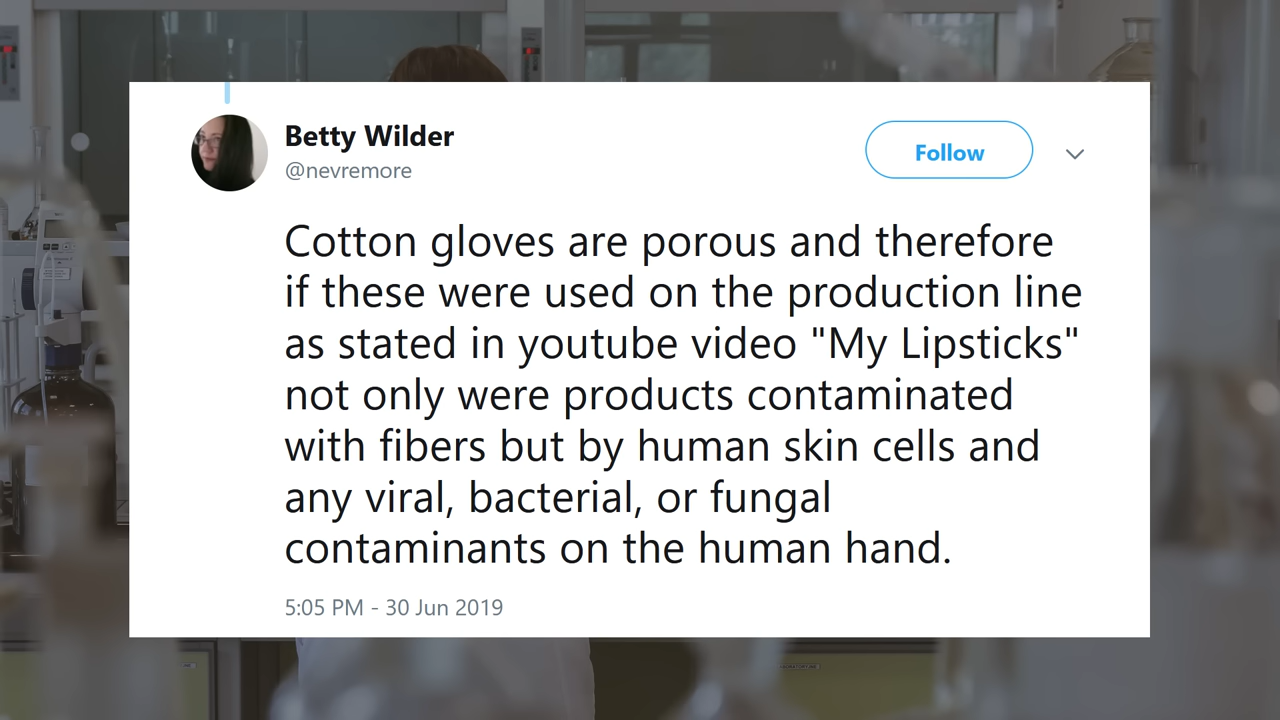 Betty Wilder
@nevremore
Follow
Cotton gloves are porous and therefore
if these were used on the production line
as stated in youtube video "My Lipsticks"
not only were products contaminated
with fibers but by human skin cells and
any viral, bacterial, or fungal
contaminants on the human hand.
5:05 PM - 30 Jun 2019